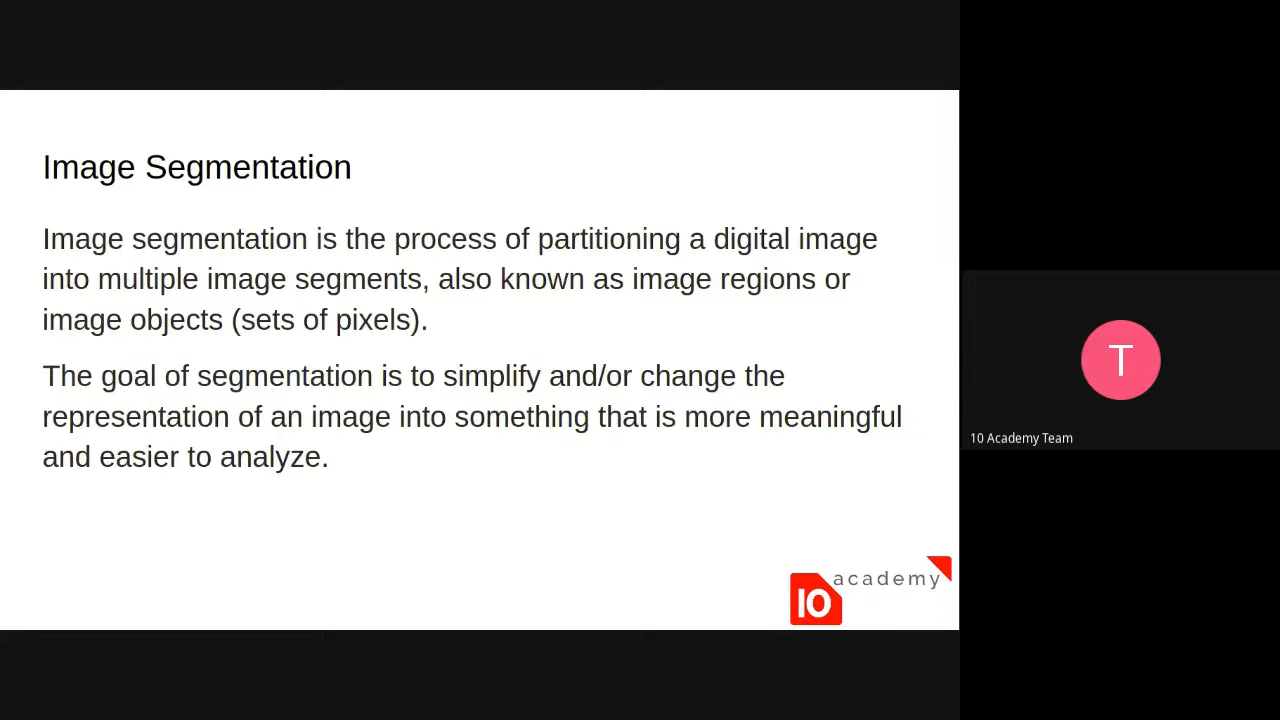 Image Segmentation
Image segmentation is the process of partitioning a digital image
into multiple image segments, also known as image regions or
image objects (sets of pixels).
The goal of segmentation is to simplify and/or change the
representation of an image into something that is more meaningful
and easier to analyze.
10 academy
T
10 Academy Team